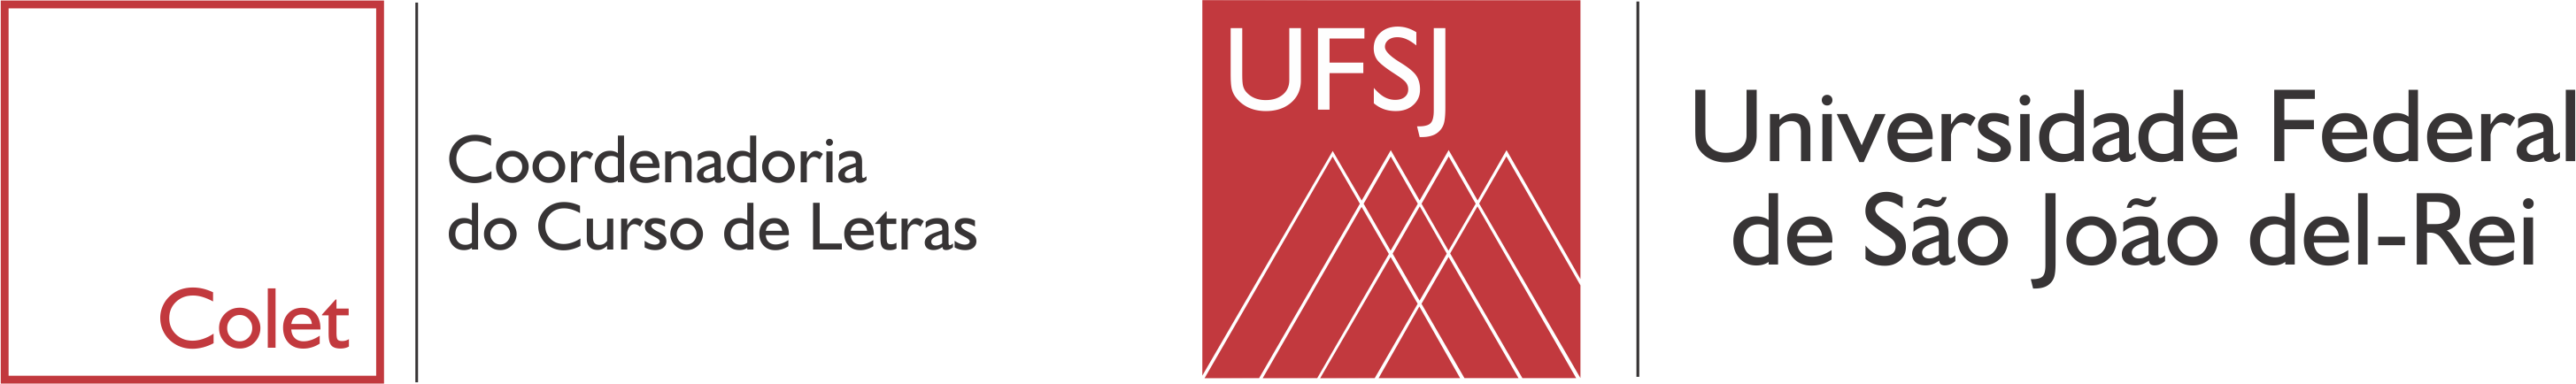 Colet
Coordenadoria
do Curso de Letras
UFSJ
Universidade Federal
de São João del-Rei